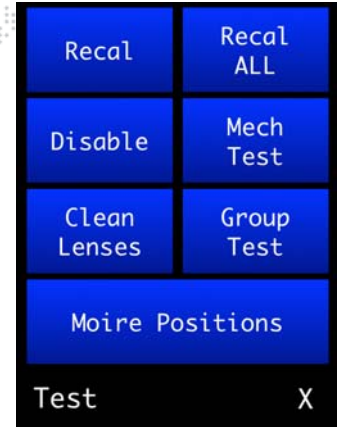 Recal
Recal
ALL
Disable
Mech
Test
Clean
Lenses
Group
Test
Moire Positions
Test X